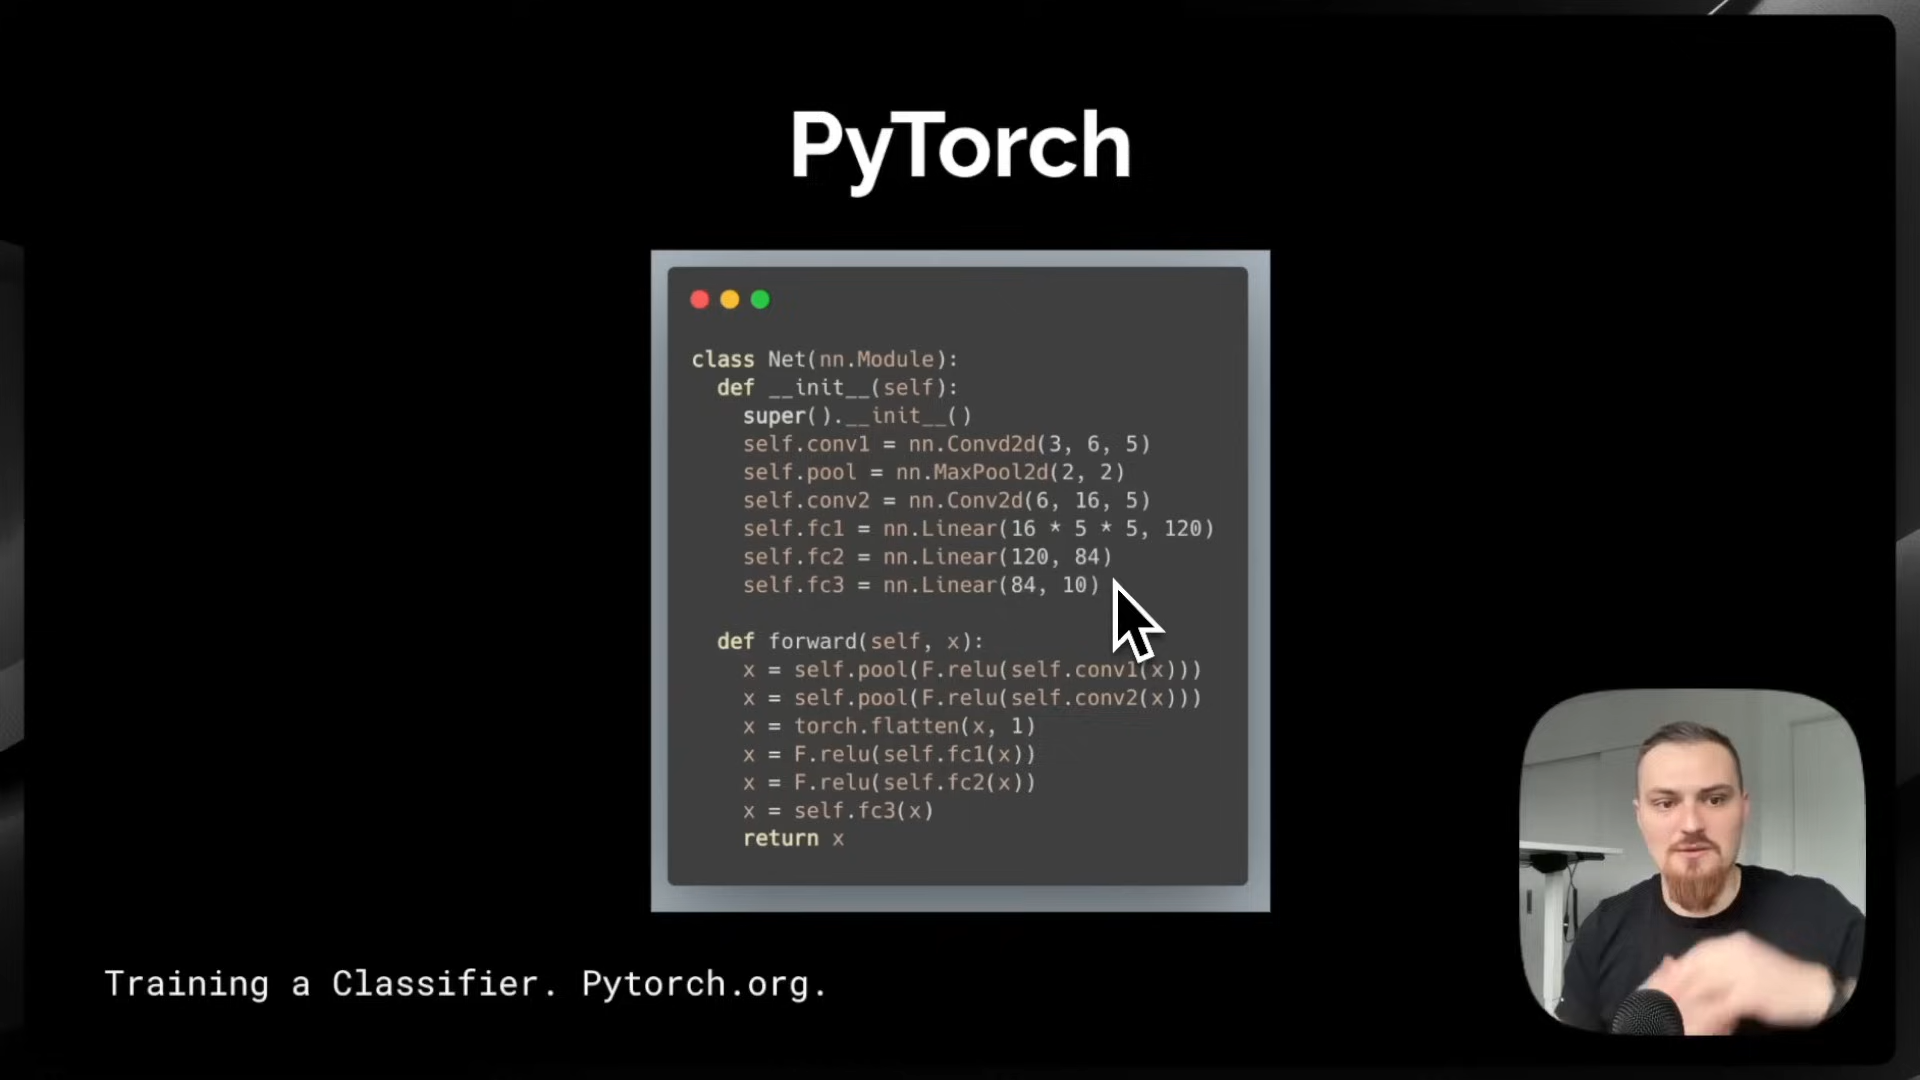 PyTorch
class Net(nn.Module):
def __init__(self):
super().__init__()
self.conv1 = nn.Convd2d(3, 6, 5)
self.pool = nn.MaxPool2d(2, 2)
self.conv2 = nn.Conv2d(6, 16, 5)
self.fc1 = nn.Linear(16 * 5 * 5, 120)
self.fc2 = nn.Linear(120, 84)
self.fc3 = nn.Linear(84, 10)
def forward(self, x):
x = self.pool(F.relu(self.conv1(x)))
x = self.pool(F.relu(self.conv2(x)))
x = torch.flatten(x, 1)
x = F.relu(self.fc1(x))
x = F.relu(self.fc2(x))
x = self.fc3(x)
return x
Training a Classifier. Pytorch.org.